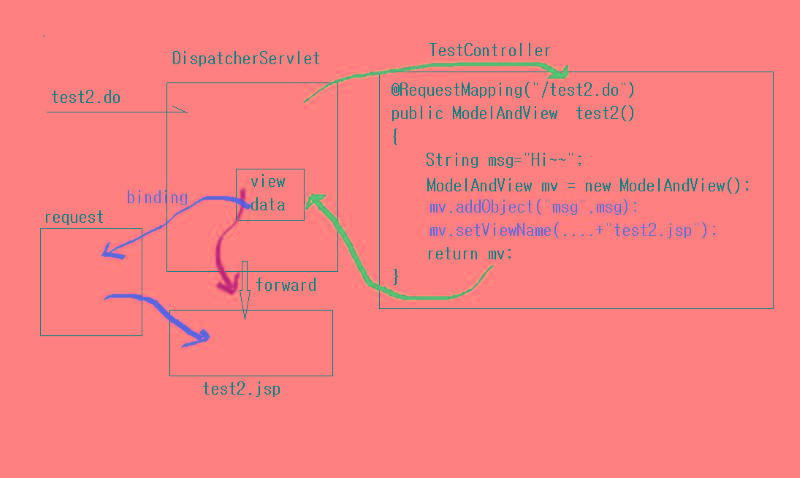 DispatcherServlet
TestController
test2.do
@RequestMapping("/test2.do")
public ModelAndView test2()
{
String msg="Hi~~";
ModelAndView mv = new ModelAndView();
mv.addObject("msg",msg);
mv.setViewName(....+"test2.jsp");
return mv;
}
view
data
binding
request
forward
test2.jsp